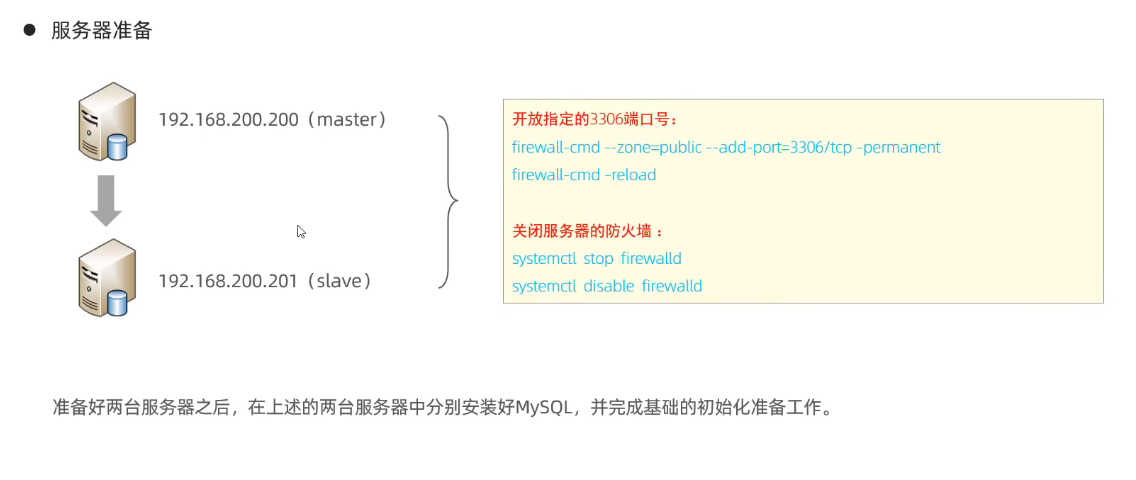 服务器准备
192.168.200.200（master）
192.168.200.201（slave）
开放指定的3306端口号：
firewall-cmd --zone=public --add-port=3306/tcp –permanent
firewall-cmd –reload
关闭服务器的防火墙 ：
systemctl stop firewalld
systemctl disable firewalld
准备好两台服务器之后，在上述的两台服务器中分别安装好MySQL，并完成基础的初始化准备工作。